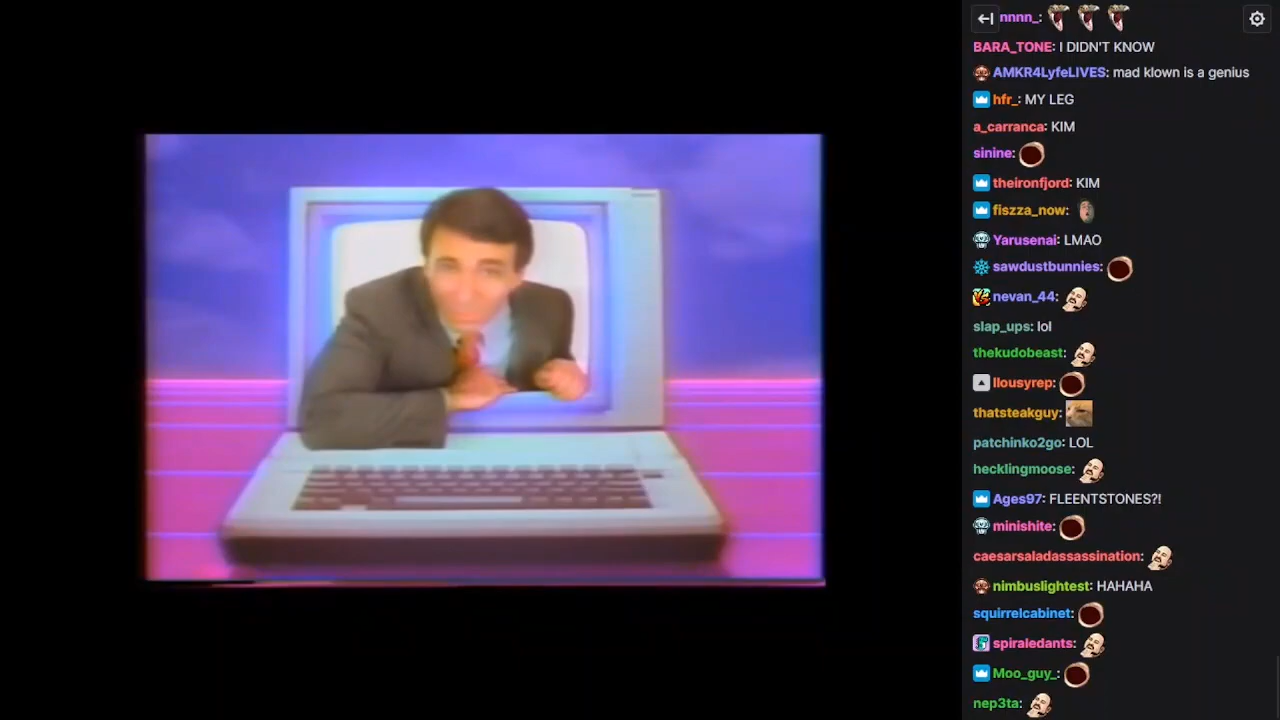 nnnn_:
BARA_TONE: I DIDN'T KNOW
AMKR4LyfeLIVES: mad klown is a genius
hfr_: MY LEG
a_carranca: KIM
sinine:
theironfjord: KIM
fiszza_now:
Yarusenai: LMAO
sawdustbunnies:
nevan_44:
slap_ups: lol
thekudobeast:
llousyrep:
thatsteakguy:
patchinko2go: LOL
hecklingmoose:
Ages97: FLEENTSTONES?!
minishite:
caesarsaladassassination:
nimbuslightest: HAHAHA
squirrelcabinet:
spiraledants:
Moo_guy_:
nep3ta: